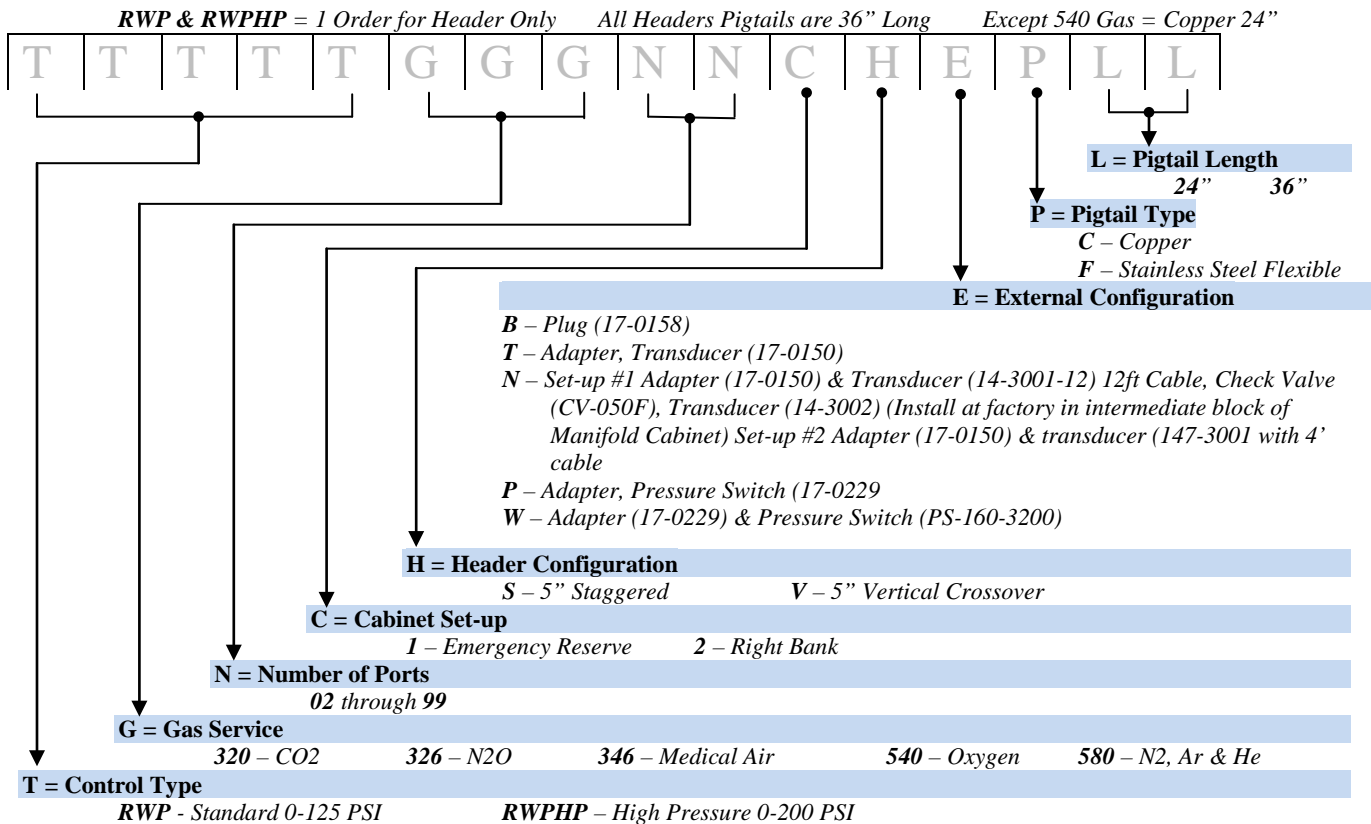 RWP & RWPHP = 1 Order for Header Only All Headers Pigtails are 36” Long Except 540 Gas = Copper 24”
T T T T T G G G N N C H E P L L
L = Pigtail Length
24” 36”
P = Pigtail Type
C – Copper
F – Stainless Steel Flexible
E = External Configuration
B – Plug (17-0158)
T – Adapter, Transducer (17-0150)
N – Set-up #1 Adapter (17-0150) & Transducer (14-3001-12) 12ft Cable, Check Valve
(CV-050F), Transducer (14-3002) (Install at factory in intermediate block of
Manifold Cabinet) Set-up #2 Adapter (17-0150) & transducer (147-3001 with 4’
cable
P – Adapter, Pressure Switch (17-0229
W – Adapter (17-0229) & Pressure Switch (PS-160-3200)
H = Header Configuration
S – 5” Staggered V – 5” Vertical Crossover
C = Cabinet Set-up
1 – Emergency Reserve 2 – Right Bank
N = Number of Ports
02 through 99
G = Gas Service
320 – CO2 326 – N2O 346 – Medical Air 540 – Oxygen 580 – N2, Ar & He
T = Control Type
RWP - Standard 0-125 PSI RWPHP – High Pressure 0-200 PSI